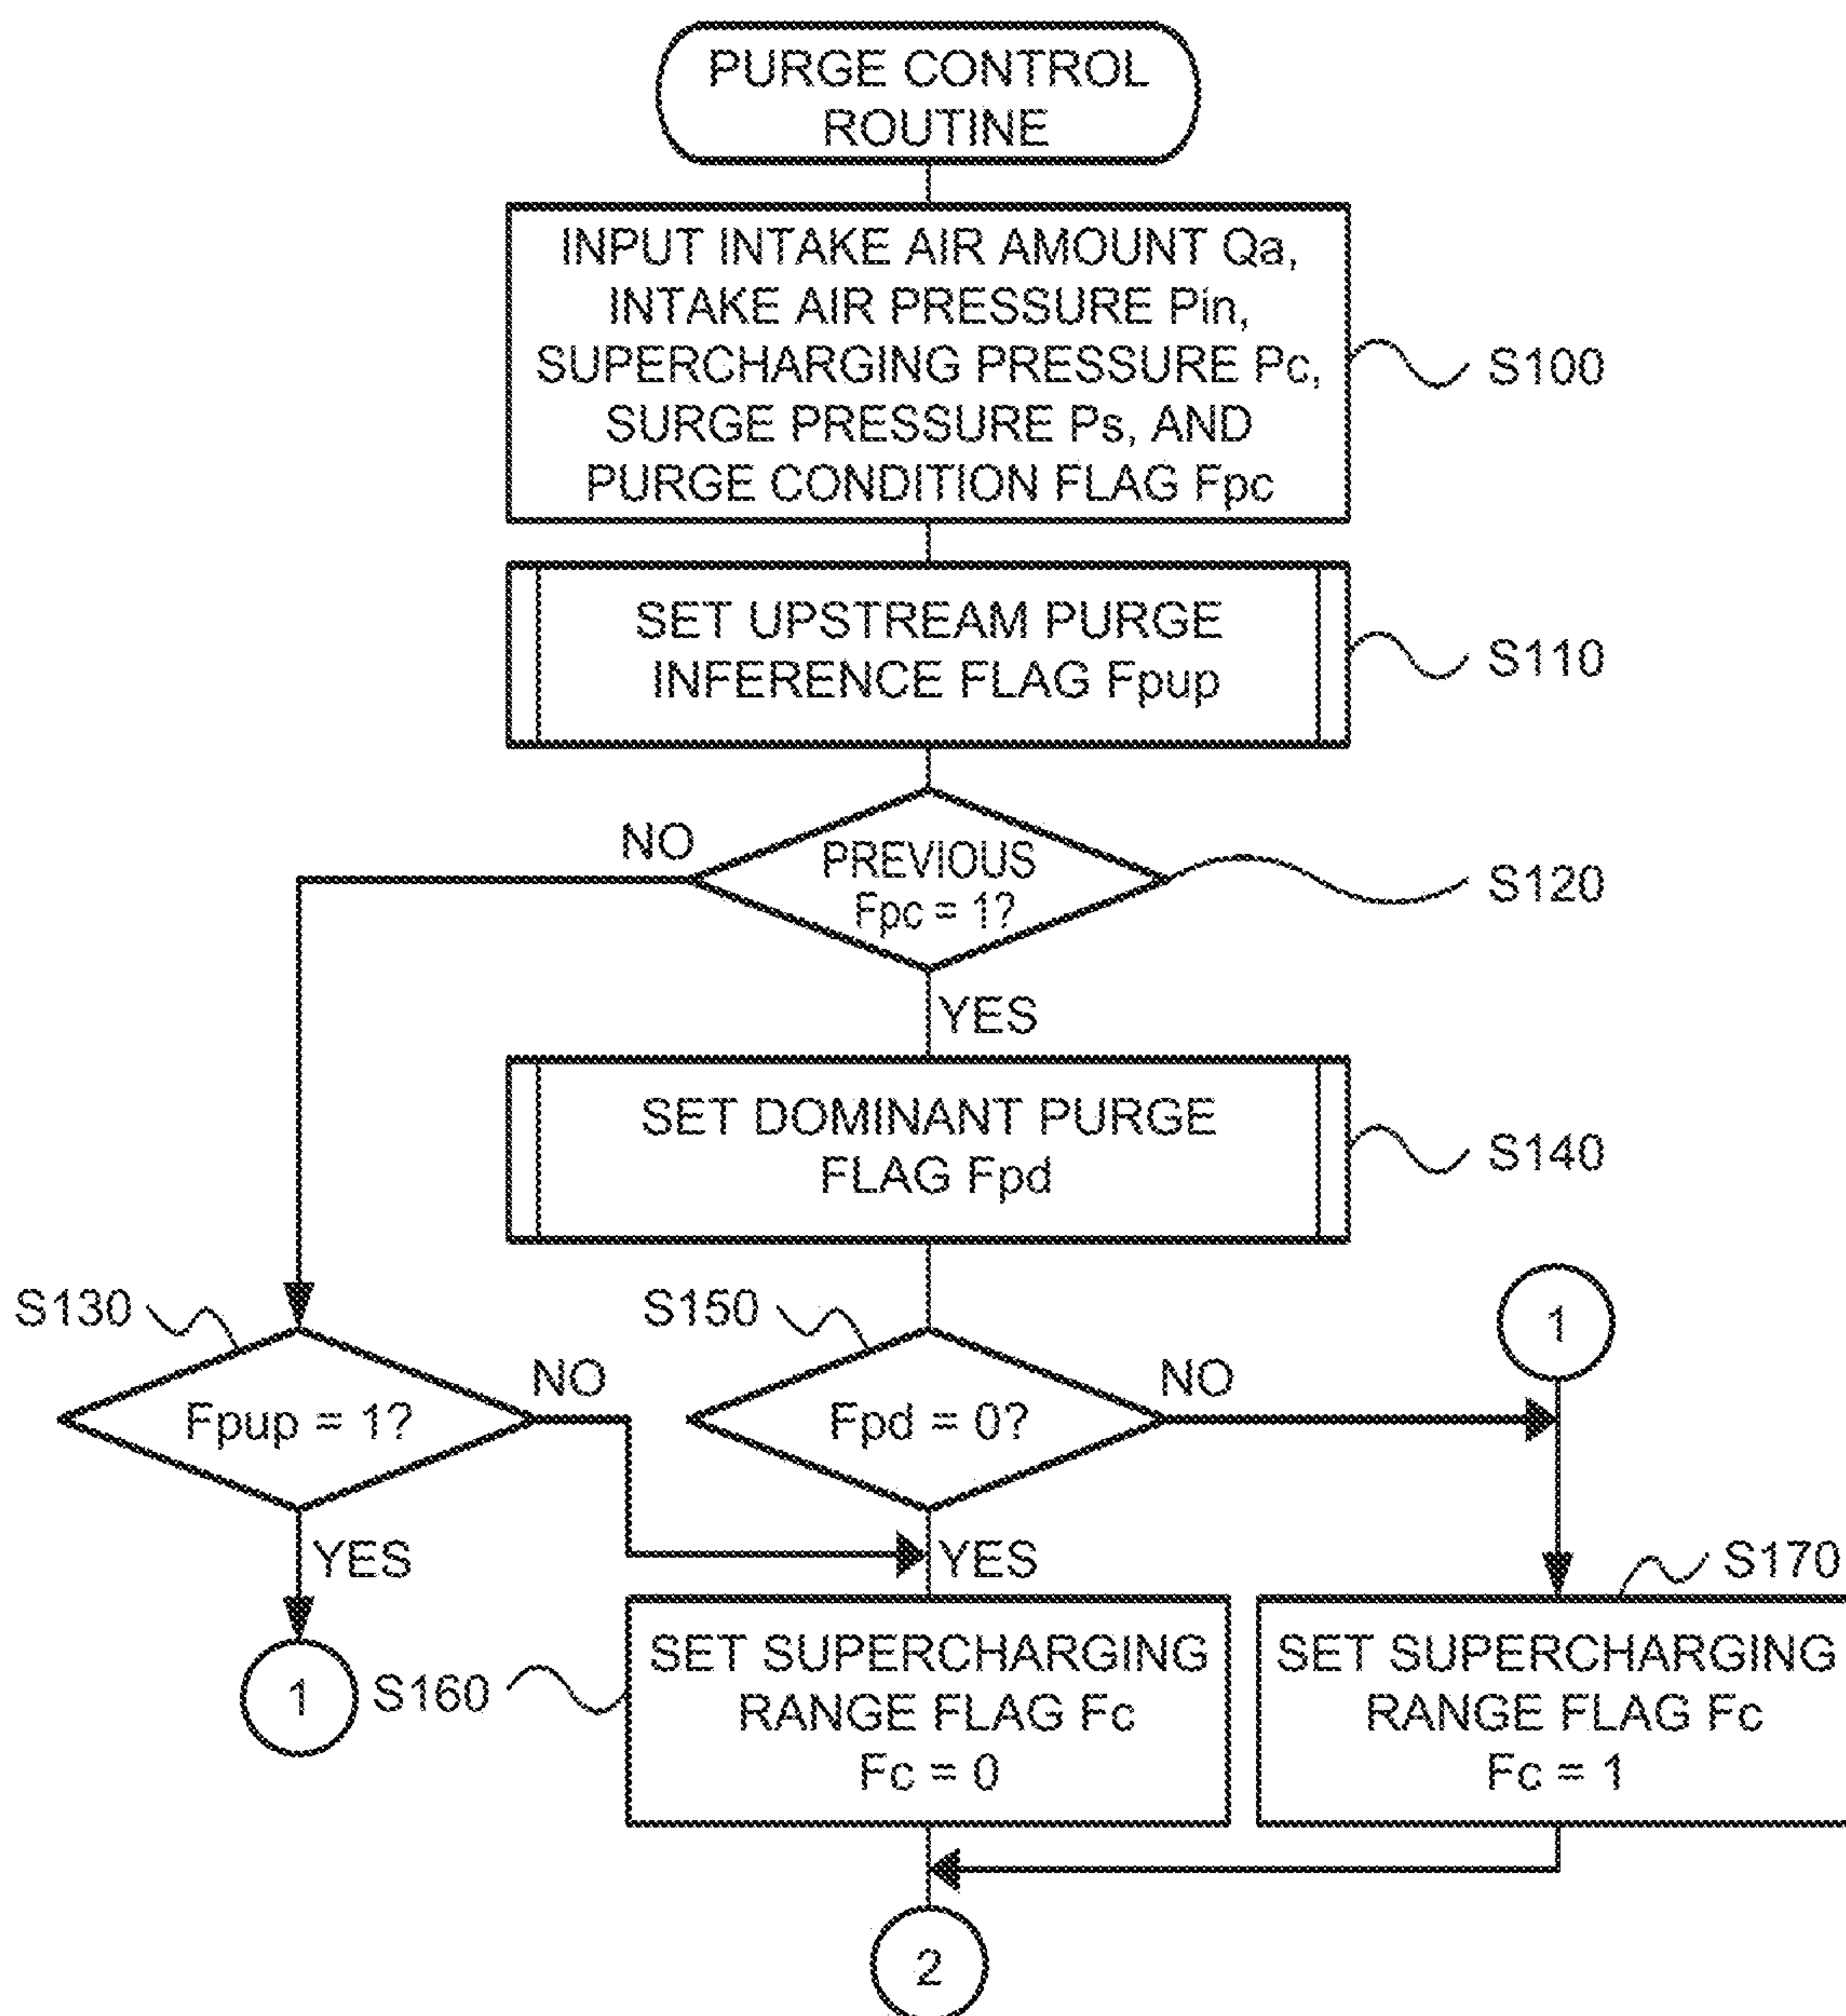 PURGE CONTROL
ROUTINE
INPUT INTAKE AIR AMOUNT Qa,
INTAKE AIR PRESSURE Pin,
SUPERCHARGING PRESSURE Pc,
SURGE PRESSURE Ps, AND
PURGE CONDITION FLAG Fpc
S100
SET UPSTREAM PURGE
INFERENCE FLAG Fpup
S110
NO
PREVIOUS
Fpc = 1?
S120
YES
SET DOMINANT PURGE
FLAG Fpd
S140
S130
Fpup = 1?
NO
YES
1
S150
Fpd = 0?
NO
1
YES
S160
SET SUPERCHARGING
RANGE FLAG Fc
Fc = 0
S170
SET SUPERCHARGING
RANGE FLAG Fc
Fc = 1
2